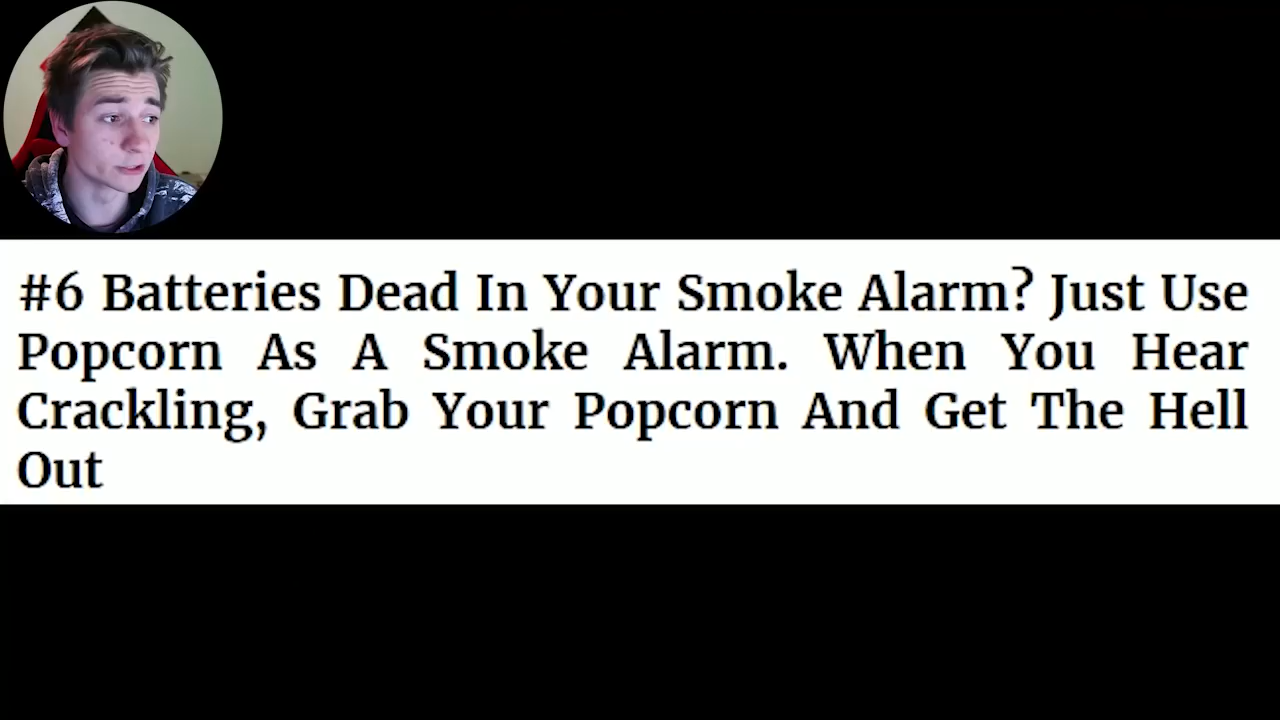 #6 Batteries Dead In Your Smoke Alarm? Just Use
Popcorn As A Smoke Alarm. When You Hear
Crackling, Grab Your Popcorn And Get The Hell
Out